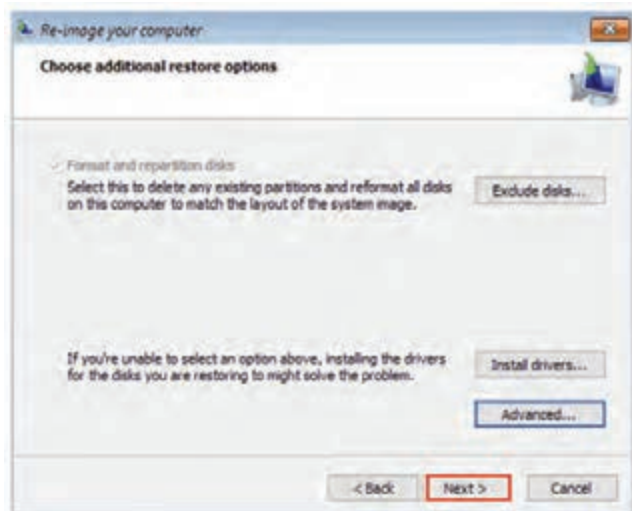 Re-image your computer
Choose additional restore options
Format and repartition disks
Select this to delete any existing partitions and reformat all disks
on this computer to match the layout of the system image.
Exclude disks...
If you're unable to select an option above, installing the drivers
for the disks you are restoring to might solve the problem.
Install drivers...
Advanced...
< Back
Next >
Cancel